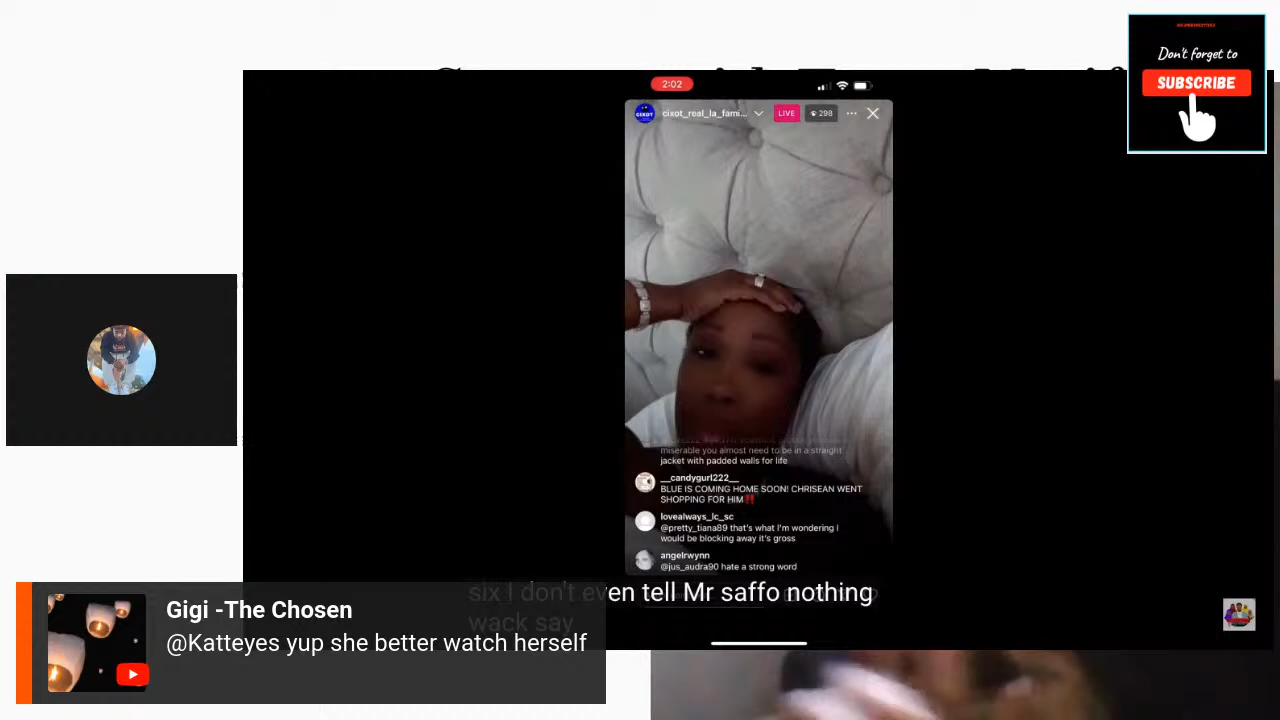 Don't forget to
SUBSCRIBE
2:02
CIXOT
cixot_real_la_fami...
LIVE
298
miserable you almost need to be in a straight
jacket with padded walls for life
__candygurl222__
BLUE IS COMING HOME SOON! CHRISEAN WENT
SHOPPING FOR HIM‼️
lovealways_lc_sc
@pretty_tiana89 that's what I'm wondering I
would be blocking away it's gross
angelrwynn
@jus_audra90 hate a strong word
six I don't even tell Mr saffo nothing
wack say
Gigi -The Chosen
@Katteyes yup she better watch herself